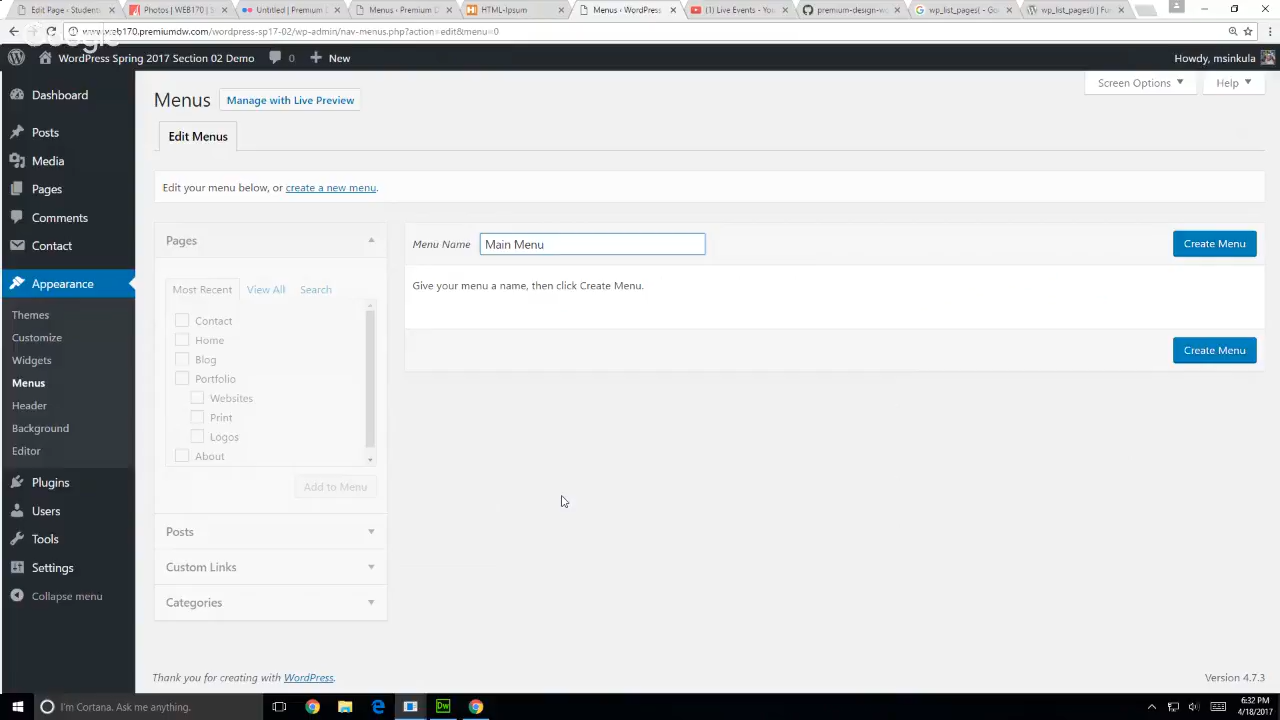 Edit Page - Student
Photos | WEB170 | S
Untitled | Premium D
Menus ‹ Premium D
HTML-Ipsum
Menus ‹ WordPress
(1) Live Events - You
premium-design-wo
wp_list_pages() - Go
wp_list_pages() | Fun
www.web170.premiumdw.com/wordpress-sp17-02/wp-admin/nav-menus.php?action=edit&menu=0
Google
WordPress Spring 2017 Section 02 Demo
0
New
Howdy, msinkula
Dashboard
Posts
Media
Pages
Comments
Contact
Appearance
Themes
Customize
Widgets
Menus
Header
Background
Editor
Plugins
Users
Tools
Settings
Collapse menu
Screen Options
Help
Menus
Manage with Live Preview
Edit Menus
Edit your menu below, or create a new menu.
Pages
Most Recent
View All
Search
Contact
Home
Blog
Portfolio
Websites
Print
Logos
About
Add to Menu
Posts
Custom Links
Categories
Menu Name
Main Menu
Create Menu
Give your menu a name, then click Create Menu.
Create Menu
Thank you for creating with WordPress.
Version 4.7.3
I'm Cortana. Ask me anything.
Dw
6:32 PM
4/18/2017